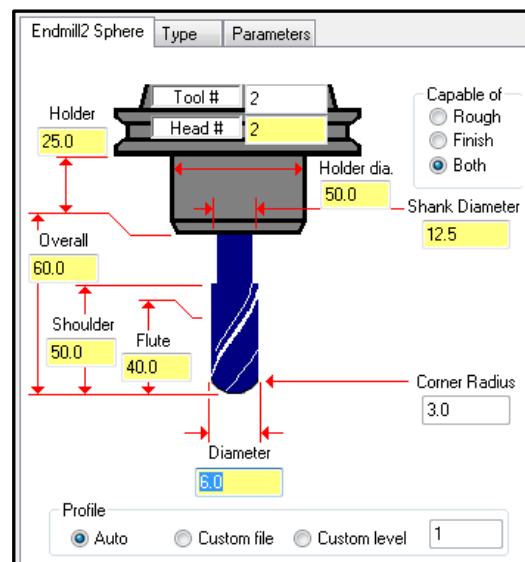 Endmill2 Sphere Type Parameters
Tool # 2
Head # 2
Holder
25.0
Capable of
Rough
Finish
Both
Holder dia.
50.0
Shank Diameter
12.5
Overall
60.0
Shoulder
50.0
Flute
40.0
Corner Radius
3.0
Diameter
6.0
Profile
Auto Custom file Custom level 1